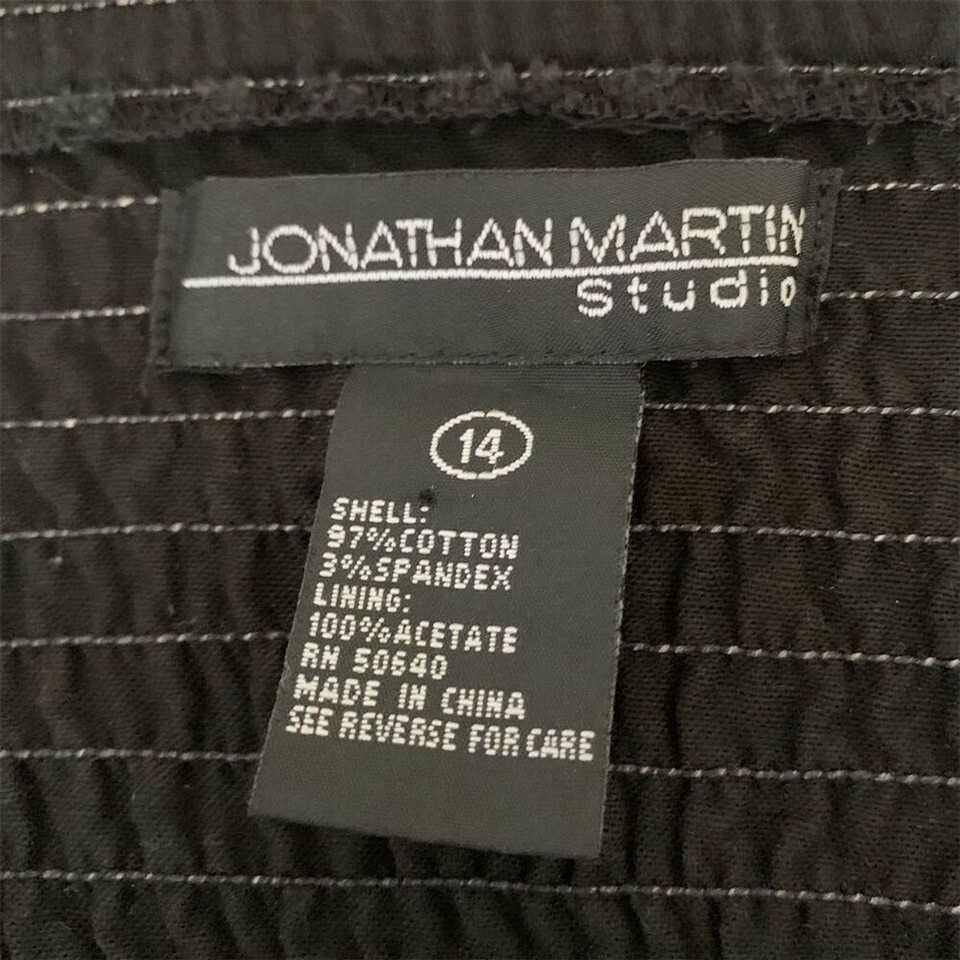 JONATHAN MARTIN
studio
14
SHELL:
97%COTTON
3%SPANDEX
LINING:
100%ACETATE
RN 50640
MADE IN CHINA
SEE REVERSE FOR CARE